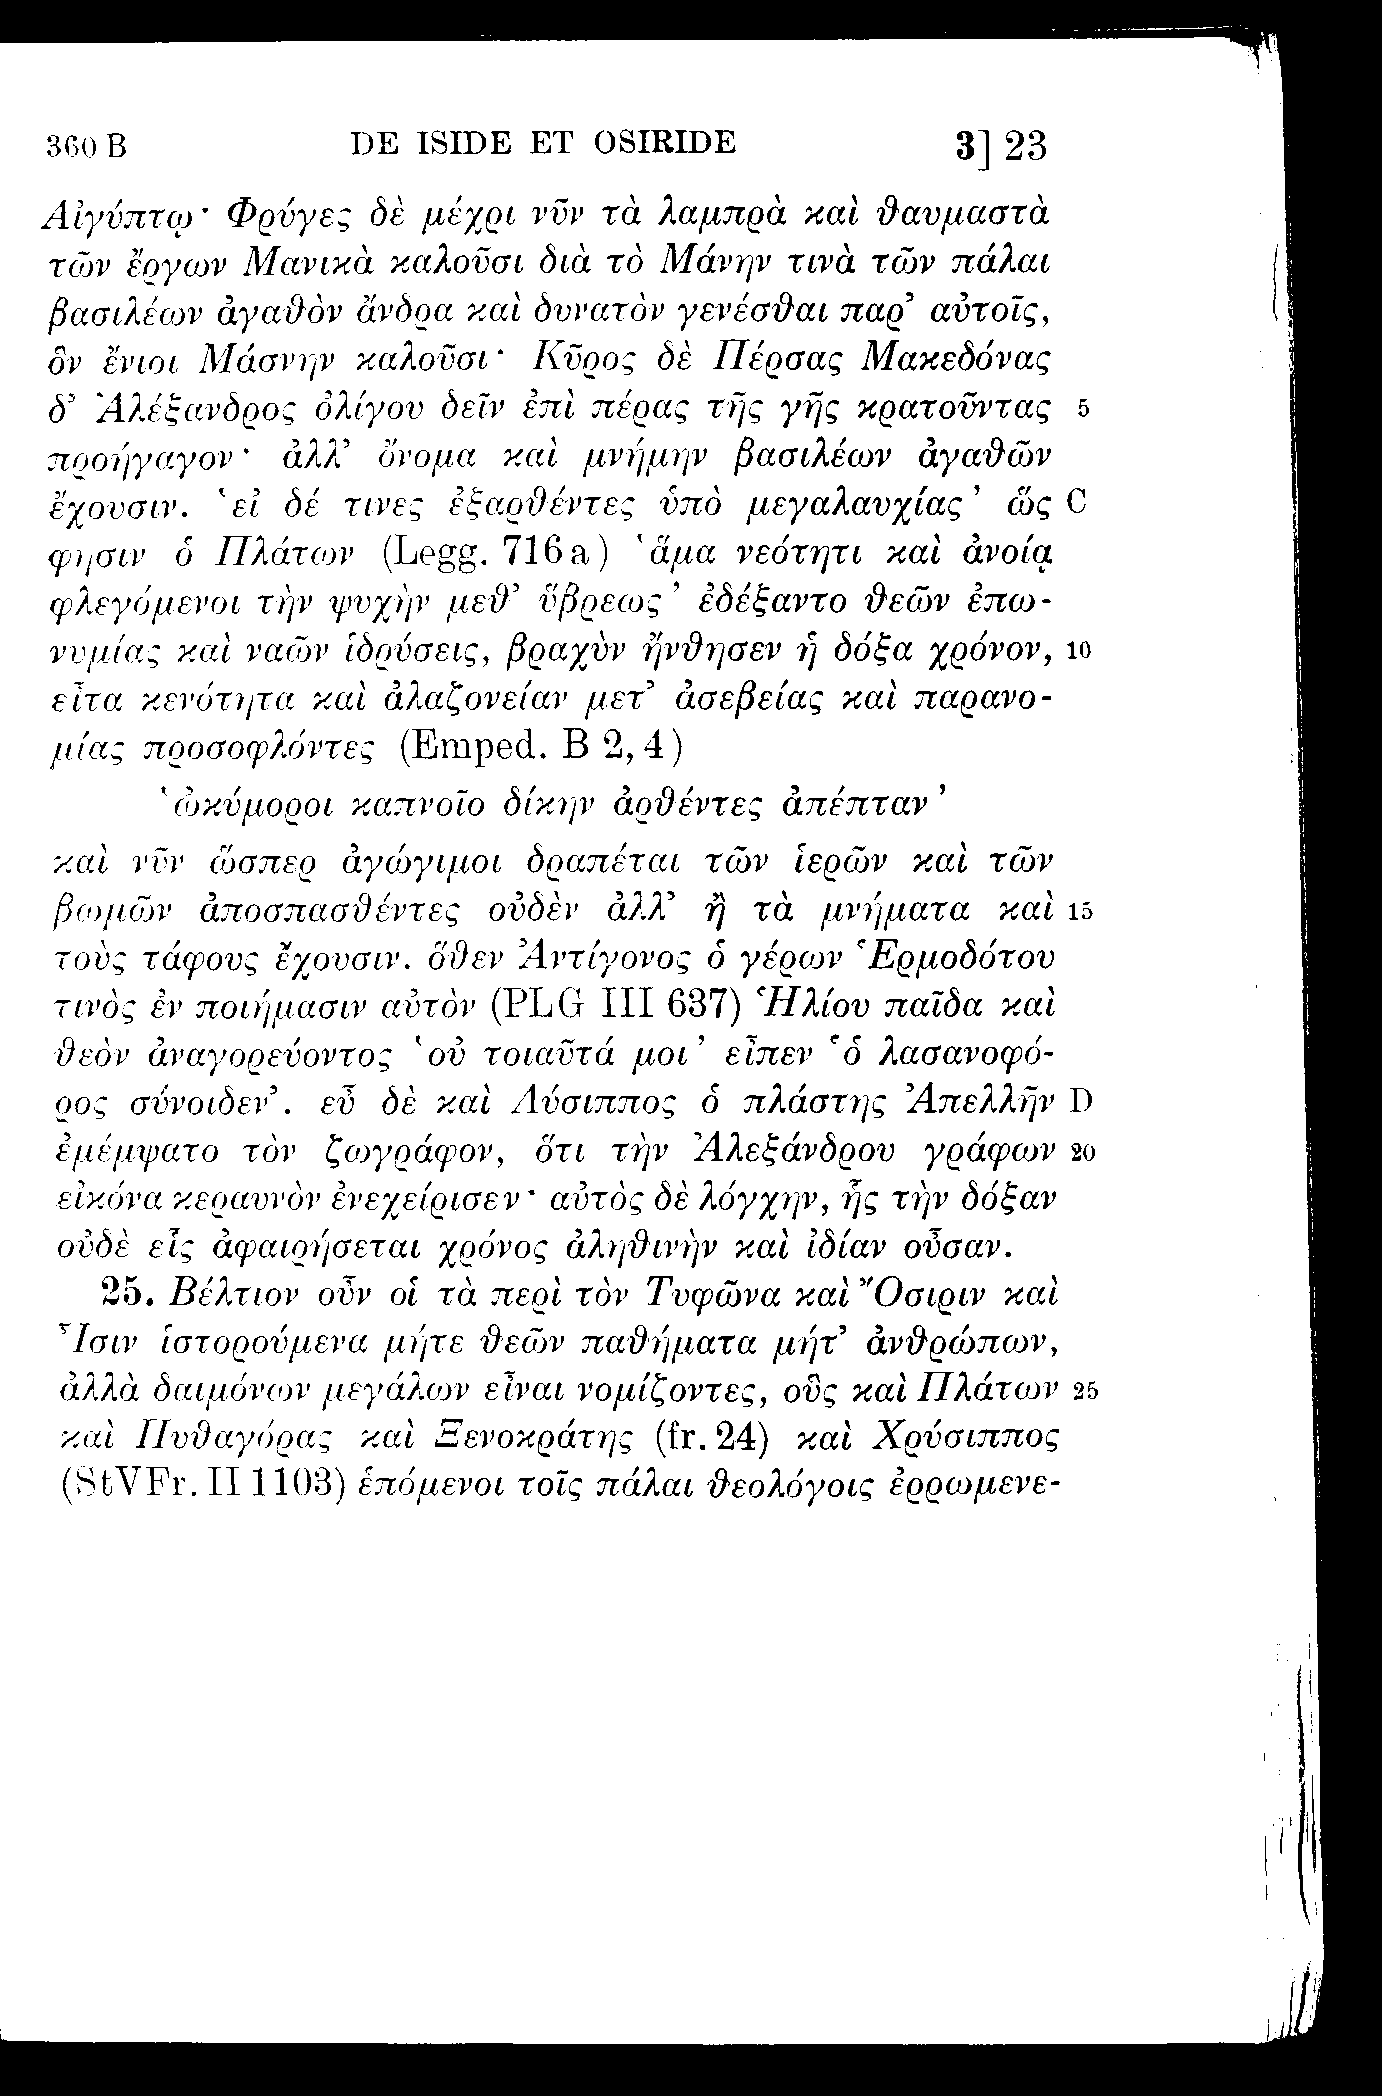 360 B DE ISIDE ET OSIRIDE 3] 23
Αἰγύπτῳ· Φρύγες δὲ μέχρι νῦν τὰ λαμπρὰ καὶ θαυμαστὰ
τῶν ἔργων Μανικὰ καλοῦσι διὰ τὸ Μάνην τινὰ τῶν πάλαι
βασιλέων ἀγαθὸν ἄνδρα καὶ δυνατὸν γενέσθαι παρ’ αὐτοῖς,
ὃν ἔνιοι Μάσνην καλοῦσι· Κῦρος δὲ Πέρσας Μακεδόνας
δ’ Ἀλέξανδρος ὀλίγου δεῖν ἐπὶ πέρας τῆς γῆς κρατοῦντας 5
προήγαγον· ἀλλ’ ὄνομα καὶ μνήμην βασιλέων ἀγαθῶν
ἔχουσιν. ‘εἰ δέ τινες ἐξαρθέντες ὑπὸ μεγαλαυχίας’ ὥς C
φησιν ὁ Πλάτων (Legg. 716 a) ‘ἅμα νεότητι καὶ ἀνοίᾳ
φλεγόμενοι τὴν ψυχὴν μεθ’ ὕβρεως’ ἐδέξαντο θεῶν ἐπω-
νυμίας καὶ ναῶν ἱδρύσεις, βραχὺν ἤνθησεν ἡ δόξα χρόνον, 10
εἶτα κενότητα καὶ ἀλαζονείαν μετ’ ἀσεβείας καὶ παρανο-
μίας προσοφλόντες (Emped. B 2, 4)
‘ὠκύμοροι καπνοῖο δίκην ἀρθέντες ἀπέπταν’
καὶ νῦν ὥσπερ ἀγώγιμοι δραπέται τῶν ἱερῶν καὶ τῶν
βωμῶν ἀποσπασθέντες οὐδὲν ἀλλ’ ἢ τὰ μνήματα καὶ 15
τοὺς τάφους ἔχουσιν. ὅθεν Ἀντίγονος ὁ γέρων Ἑρμοδότου
τινὸς ἐν ποιήμασιν αὐτὸν (PLG III 637) Ἡλίου παῖδα καὶ
θεὸν ἀναγορεύοντος ‘οὐ τοιαῦτά μοι’ εἶπεν ‘ὁ λασανοφό-
ρος σύνοιδεν’. εὖ δὲ καὶ Λύσιππος ὁ πλάστης Ἀπελλῆν D
ἐμέμψατο τὸν ζωγράφον, ὅτι τὴν Ἀλεξάνδρου γράφων 20
εἰκόνα κεραυνὸν ἐνεχείρισεν· αὐτὸς δὲ λόγχην, ἧς τὴν δόξαν
οὐδὲ εἷς ἀφαιρήσεται χρόνος ἀληθινὴν καὶ ἰδίαν οὖσαν.
25. Βέλτιον οὖν οἱ τὰ περὶ τὸν Τυφῶνα καὶ Ὄσιριν καὶ
Ἶσιν ἱστορούμενα μήτε θεῶν παθήματα μήτ’ ἀνθρώπων,
ἀλλὰ δαιμόνων μεγάλων εἶναι νομίζοντες, οὓς καὶ Πλάτων 25
καὶ Πυθαγόρας καὶ Ξενοκράτης (fr. 24) καὶ Χρύσιππος
(StVFr. II 1103) ἑπόμενοι τοῖς πάλαι θεολόγοις ἐρρωμενε-